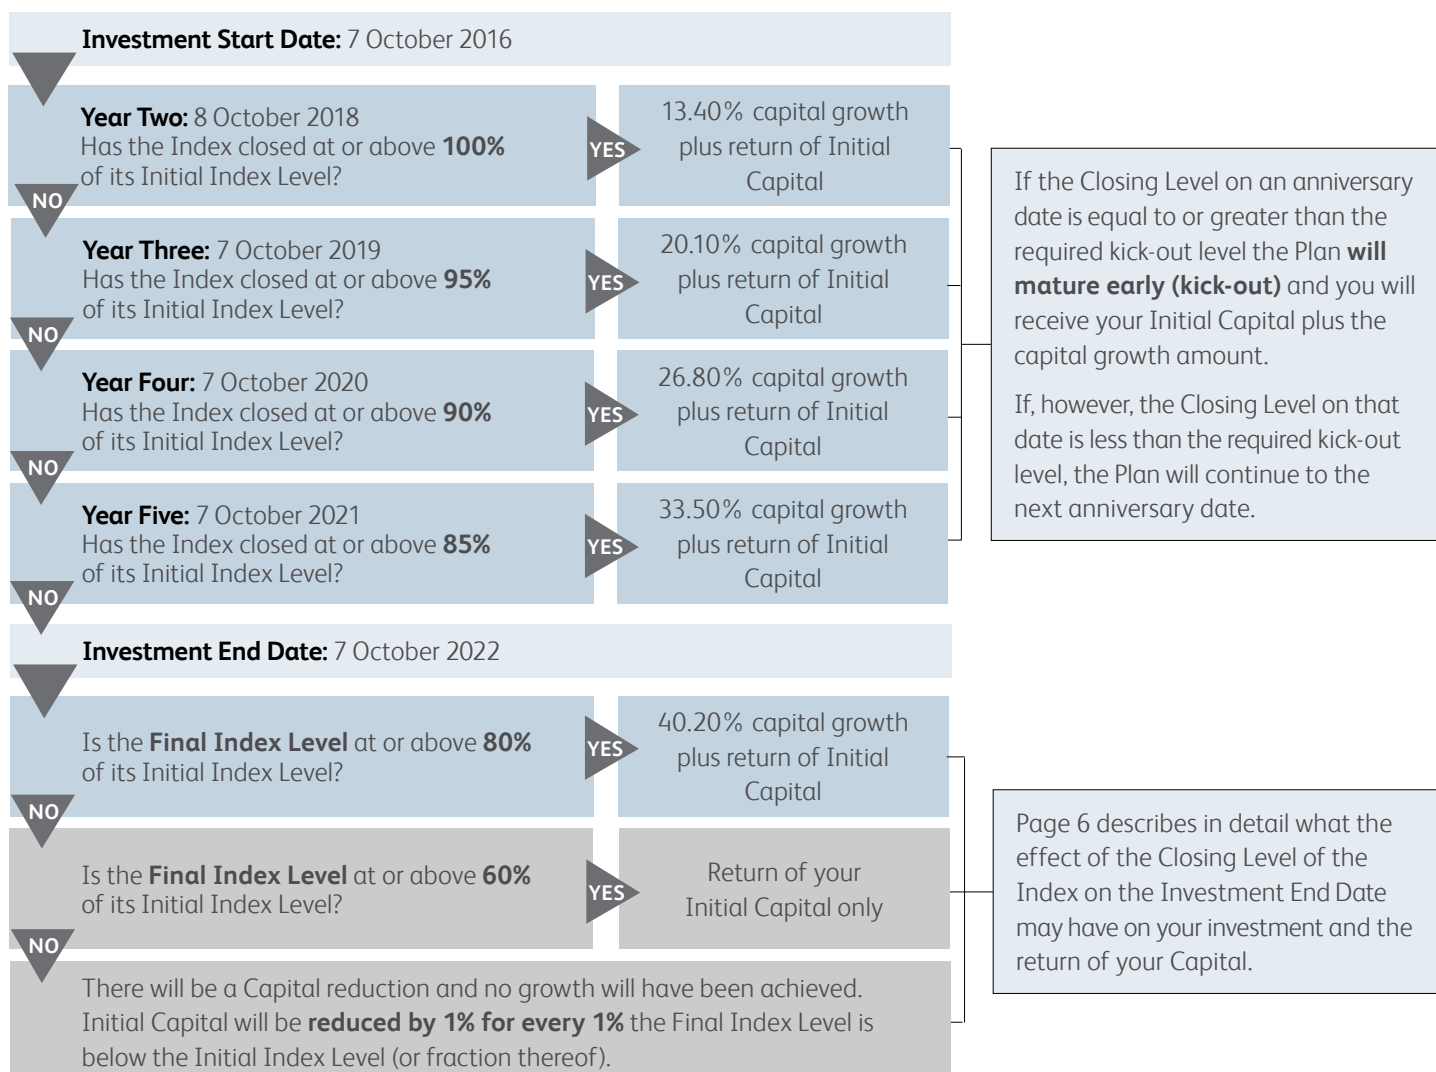 Investment Start Date: 7 October 2016
Year Two: 8 October 2018
Has the Index closed at or above 100%
of its Initial Index Level?
YES
13.40% capital growth
plus return of Initial
Capital
NO
Year Three: 7 October 2019
Has the Index closed at or above 95%
of its Initial Index Level?
YES
20.10% capital growth
plus return of Initial
Capital
NO
Year Four: 7 October 2020
Has the Index closed at or above 90%
of its Initial Index Level?
YES
26.80% capital growth
plus return of Initial
Capital
NO
Year Five: 7 October 2021
Has the Index closed at or above 85%
of its Initial Index Level?
YES
33.50% capital growth
plus return of Initial
Capital
NO
If the Closing Level on an anniversary
date is equal to or greater than the
required kick-out level the Plan will
mature early (kick-out) and you will
receive your Initial Capital plus the
capital growth amount.
If, however, the Closing Level on that
date is less than the required kick-out
level, the Plan will continue to the
next anniversary date.
Investment End Date: 7 October 2022
Is the Final Index Level at or above 80%
of its Initial Index Level?
YES
40.20% capital growth
plus return of Initial
Capital
NO
Is the Final Index Level at or above 60%
of its Initial Index Level?
YES
Return of your
Initial Capital only
NO
There will be a Capital reduction and no growth will have been achieved.
Initial Capital will be reduced by 1% for every 1% the Final Index Level is
below the Initial Index Level (or fraction thereof).
Page 6 describes in detail what the
effect of the Closing Level of the
Index on the Investment End Date
may have on your investment and the
return of your Capital.